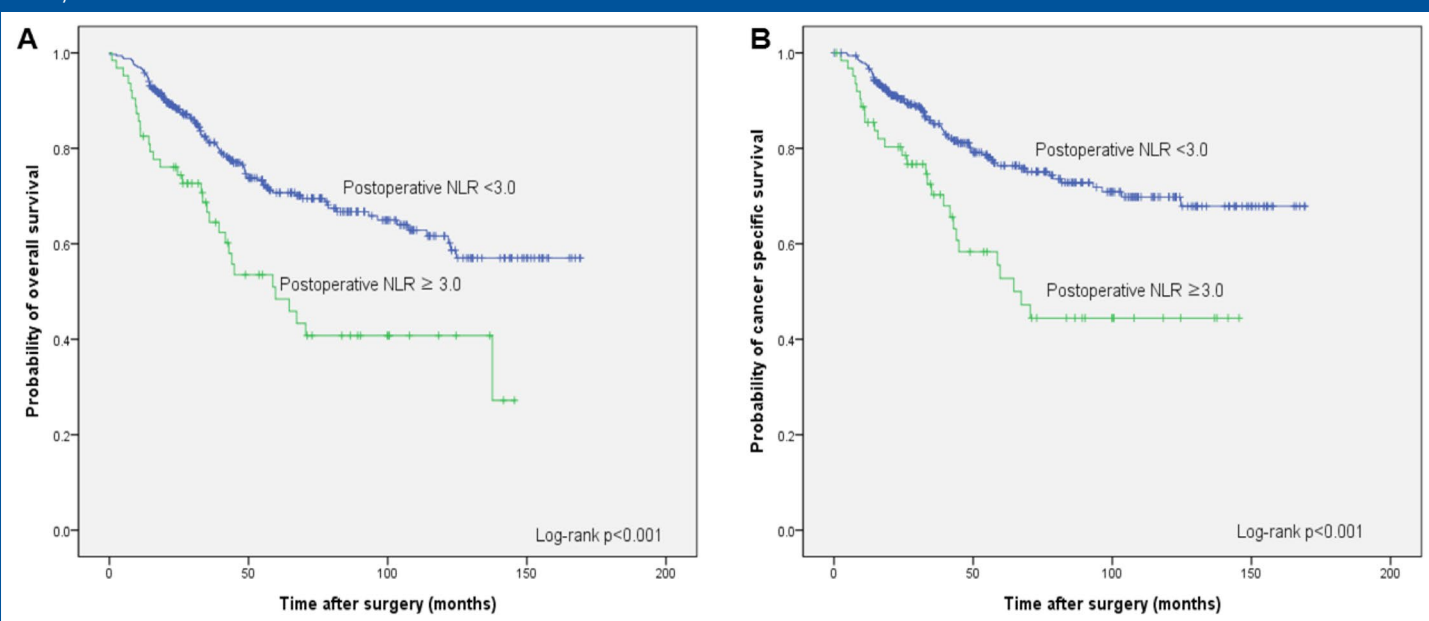 A
Probability of overall survival
1.0
0.8
0.6
0.4
0.2
0.0
Postoperative NLR <3.0
Postoperative NLR ≥ 3.0
Log-rank p<0.001
0 50 100 150 200
Time after surgery (months)
B
Probability of cancer specific survival
1.0
0.8
0.6
0.4
0.2
0.0
Postoperative NLR <3.0
Postoperative NLR ≥3.0
Log-rank p<0.001
0 50 100 150 200
Time after surgery (months)